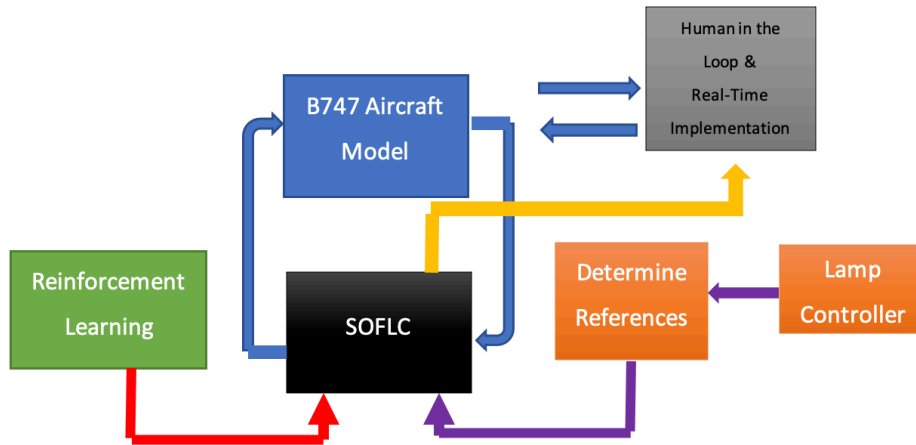 Human in the
Loop &
Real-Time
Implementation
B747 Aircraft
Model
Reinforcement
Learning
SOFLC
Determine
References
Lamp
Controller